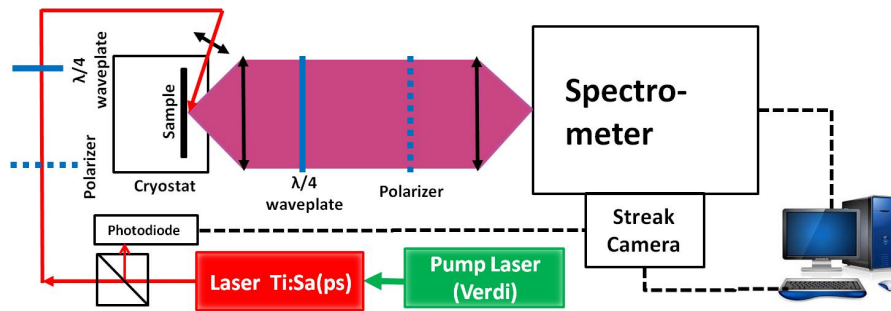 λ/4
waveplate
Polarizer
Sample
Cryostat
λ/4
waveplate
Polarizer
Spectro-
meter
Streak
Camera
Photodiode
Laser Ti:Sa(ps)
Pump Laser
(Verdi)